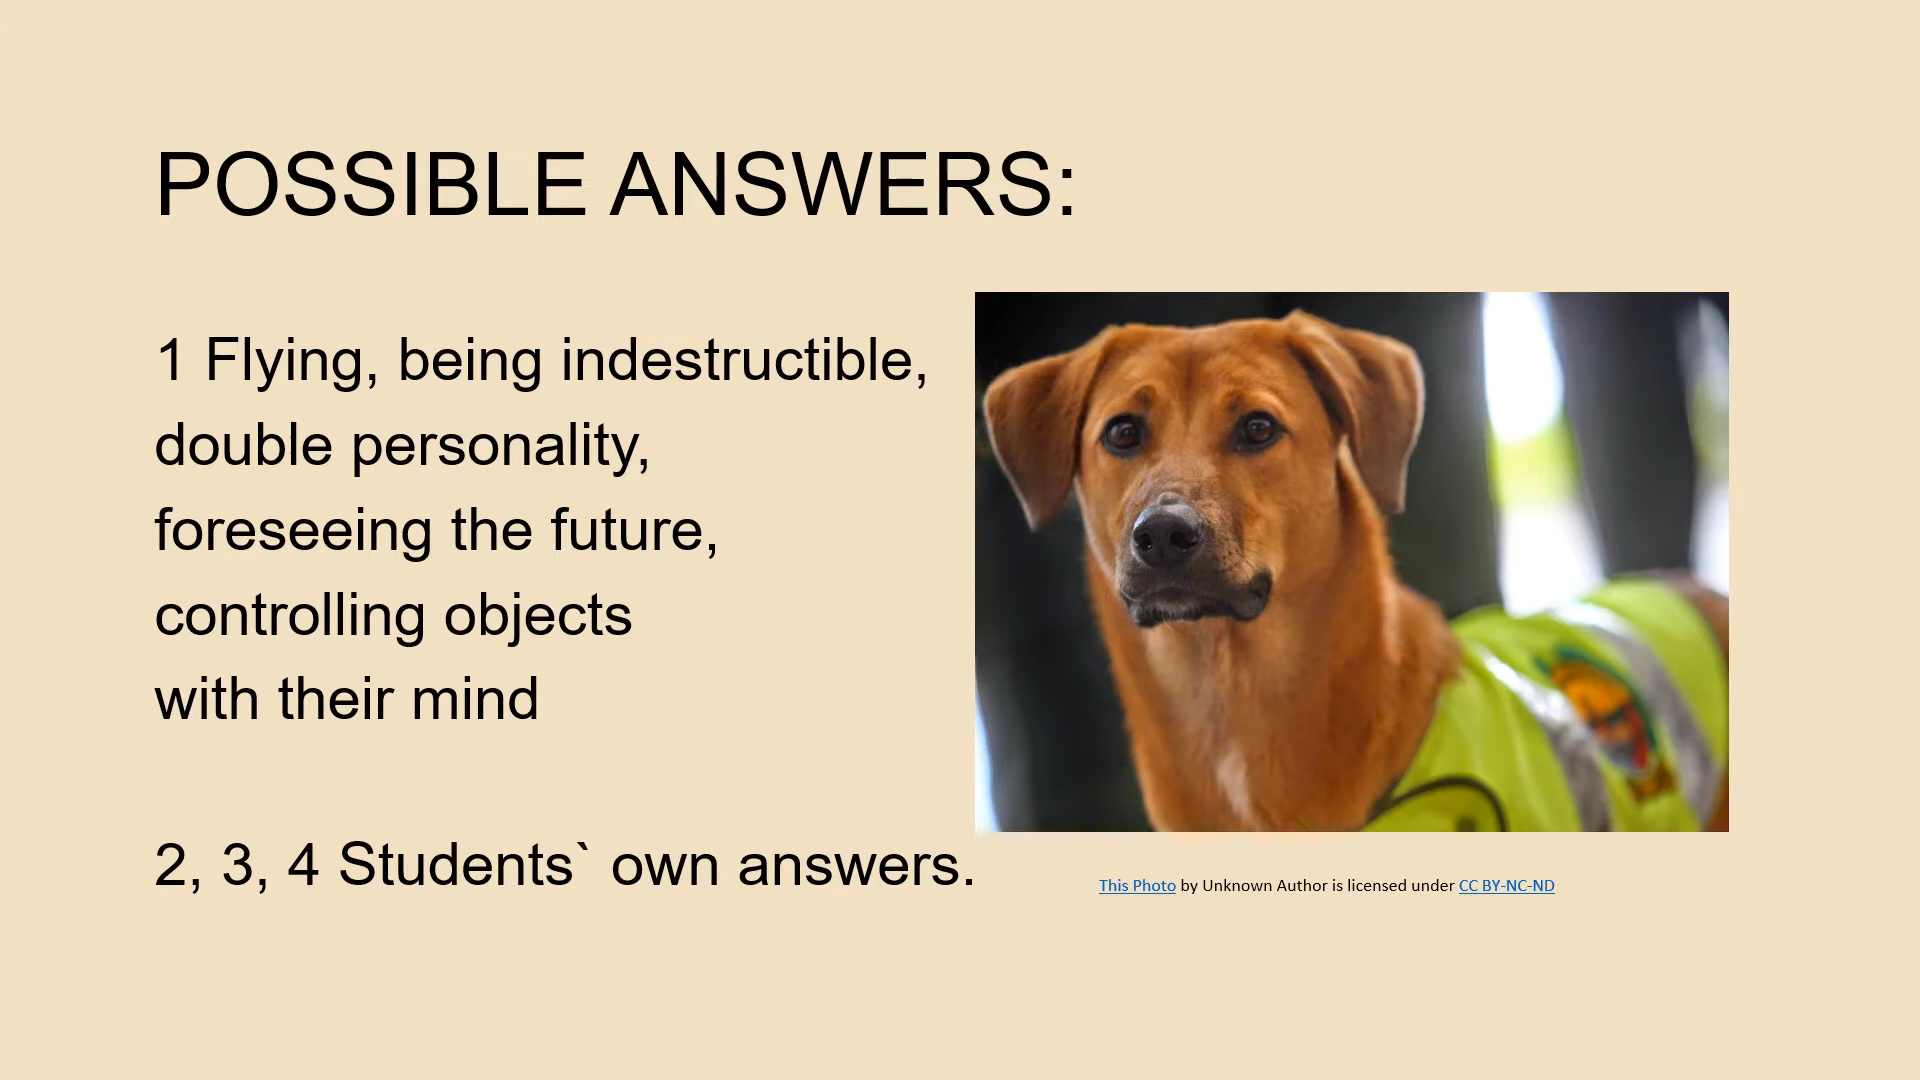 POSSIBLE ANSWERS:
1 Flying, being indestructible,
double personality,
foreseeing the future,
controlling objects
with their mind
2, 3, 4 Students` own answers.
This Photo by Unknown Author is licensed under CC BY-NC-ND